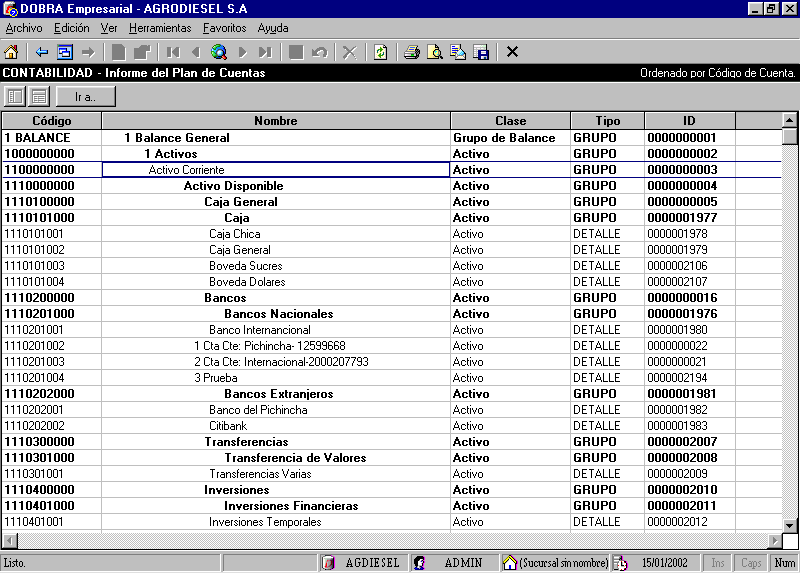 DOBRA Empresarial - AGRODIESEL S.A
Archivo Edición Ver Herramientas Favoritos Ayuda
CONTABILIDAD - Informe del Plan de Cuentas Ordenado por Código de Cuenta.
Ir a..
Código Nombre Clase Tipo ID
1 BALANCE 1 Balance General Grupo de Balance GRUPO 0000000001
1000000000 1 Activos Activo GRUPO 0000000002
1100000000 Activo Corriente Activo GRUPO 0000000003
1110000000 Activo Disponible Activo GRUPO 0000000004
1110100000 Caja General Activo GRUPO 0000000005
1110101000 Caja Activo GRUPO 0000001977
1110101001 Caja Chica Activo DETALLE 0000001978
1110101002 Caja General Activo DETALLE 0000001979
1110101003 Boveda Sucres Activo DETALLE 0000002106
1110101004 Boveda Dolares Activo DETALLE 0000002107
1110200000 Bancos Activo GRUPO 0000000016
1110201000 Bancos Nacionales Activo GRUPO 0000001976
1110201001 Banco Internancional Activo DETALLE 0000001980
1110201002 1 Cta Cte: Pichincha- 12599668 Activo DETALLE 0000000022
1110201003 2 Cta Cte: Internacional-2000207793 Activo DETALLE 0000000021
1110201004 3 Prueba Activo DETALLE 0000002194
1110202000 Bancos Extranjeros Activo GRUPO 0000001981
1110202001 Banco del Pichincha Activo DETALLE 0000001982
1110202002 Citibank Activo DETALLE 0000001983
1110300000 Transferencias Activo GRUPO 0000002007
1110301000 Transferencia de Valores Activo GRUPO 0000002008
1110301001 Transferencias Varias Activo DETALLE 0000002009
1110400000 Inversiones Activo GRUPO 0000002010
1110401000 Inversiones Financieras Activo GRUPO 0000002011
1110401001 Inversiones Temporales Activo DETALLE 0000002012
Listo. AGDIESEL ADMIN (Sucursal sin nombre) 15/01/2002 Ins Caps Num